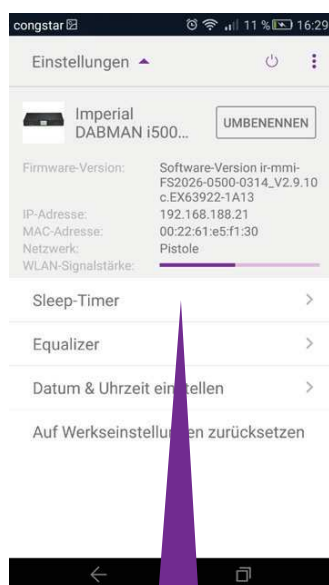 congstar 11 % 16:29
Einstellungen
Imperial
DABMAN i500...
UMBENENNEN
Firmware-Version: Software-Version ir-mmi-
FS2026-0500-0314_V2.9.10
c.EX63922-1A13
IP-Adresse: 192.168.188.21
MAC-Adresse: 00:22:61:e5:f1:30
Netzwerk: Pistole
WLAN-Signalstärke:
Sleep-Timer
Equalizer
Datum & Uhrzeit einstellen
Auf Werkseinstellungen zurücksetzen